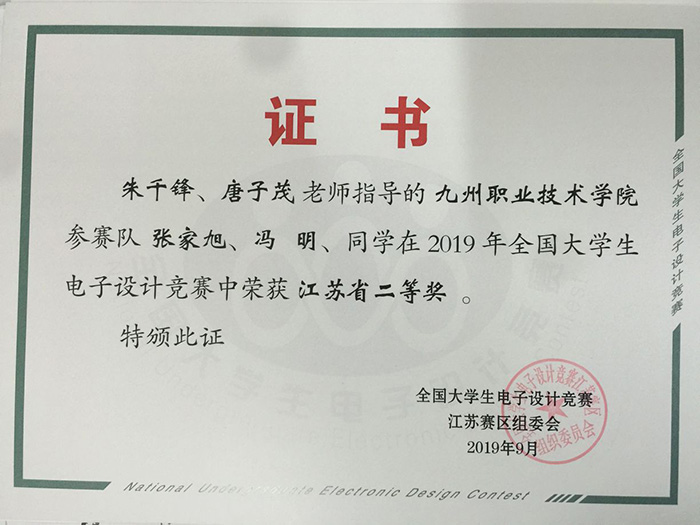 证 书
朱千锋、唐子茂 老师指导的 九州职业技术学院
参赛队 张家旭、冯 明、同学在 2019 年全国大学生
电子设计竞赛中荣获 江苏省二等奖 。
特颁此证
全国大学生电子设计竞赛
江苏赛区组委会
2019年9月
全国大学生电子设计竞赛
National Undergraduate Electronic Design Contest